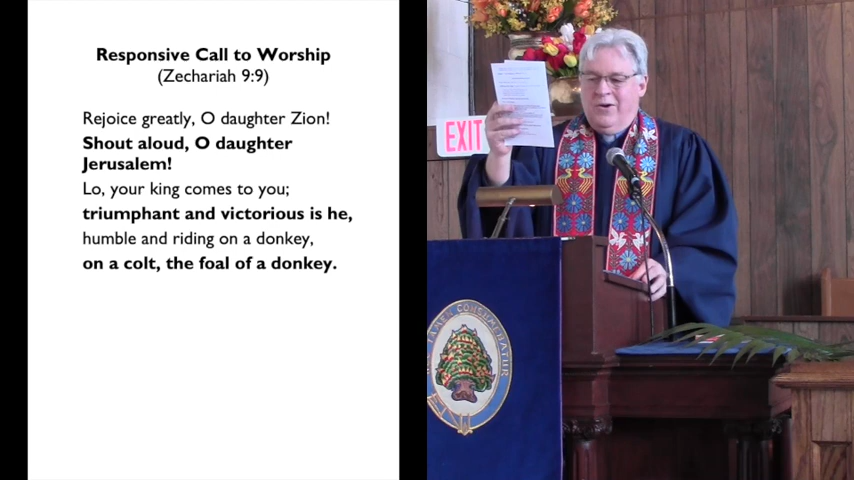 Responsive Call to Worship
(Zechariah 9:9)
Rejoice greatly, O daughter Zion!
Shout aloud, O daughter
Jerusalem!
Lo, your king comes to you;
triumphant and victorious is he,
humble and riding on a donkey,
on a colt, the foal of a donkey.
EXIT
TAMEN CONSUMEBATUR